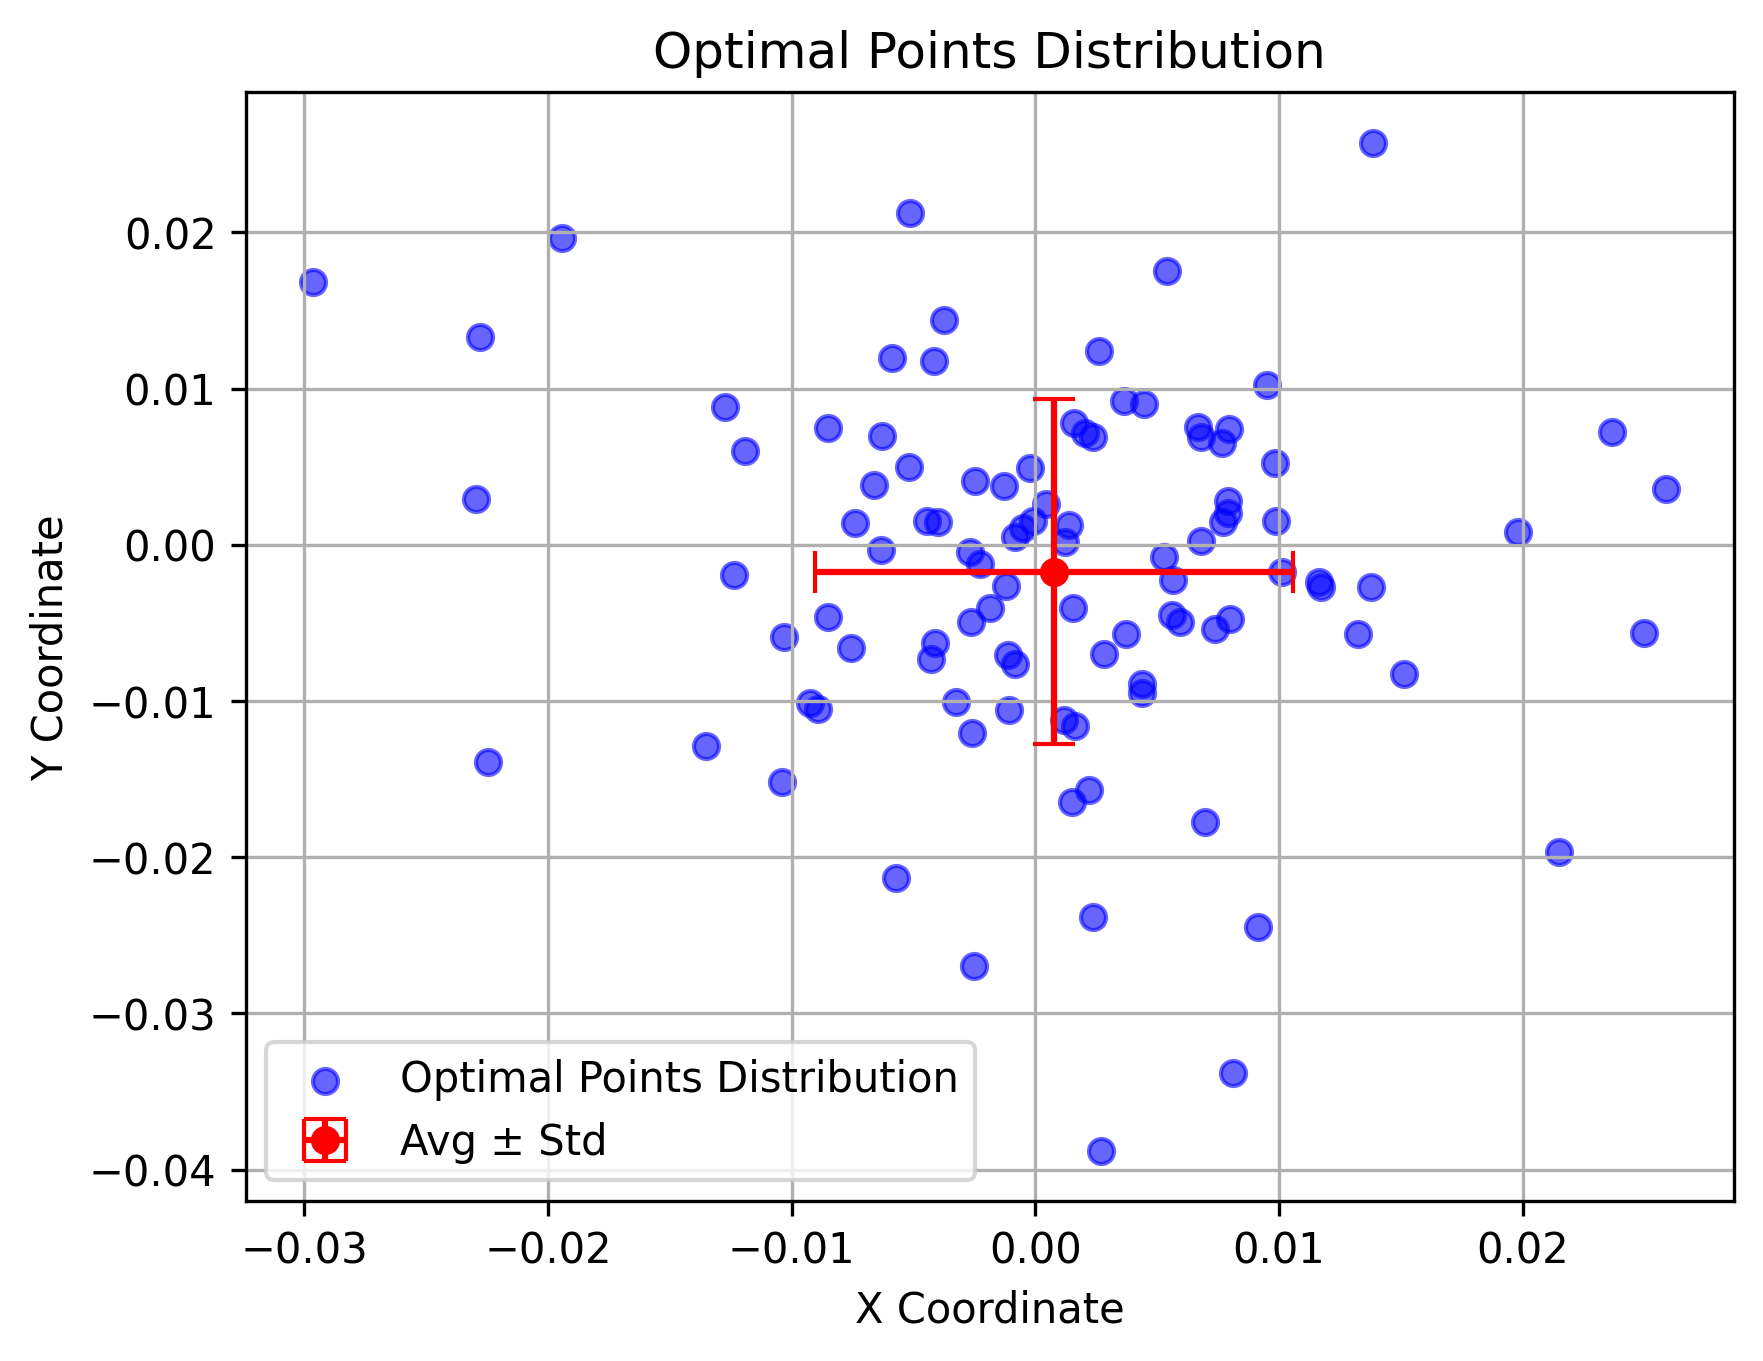 Optimal Points Distribution
Y Coordinate
0.02
0.01
0.00
−0.01
−0.02
−0.03
−0.04
Optimal Points Distribution
Avg ± Std
−0.03 −0.02 −0.01 0.00 0.01 0.02
X Coordinate